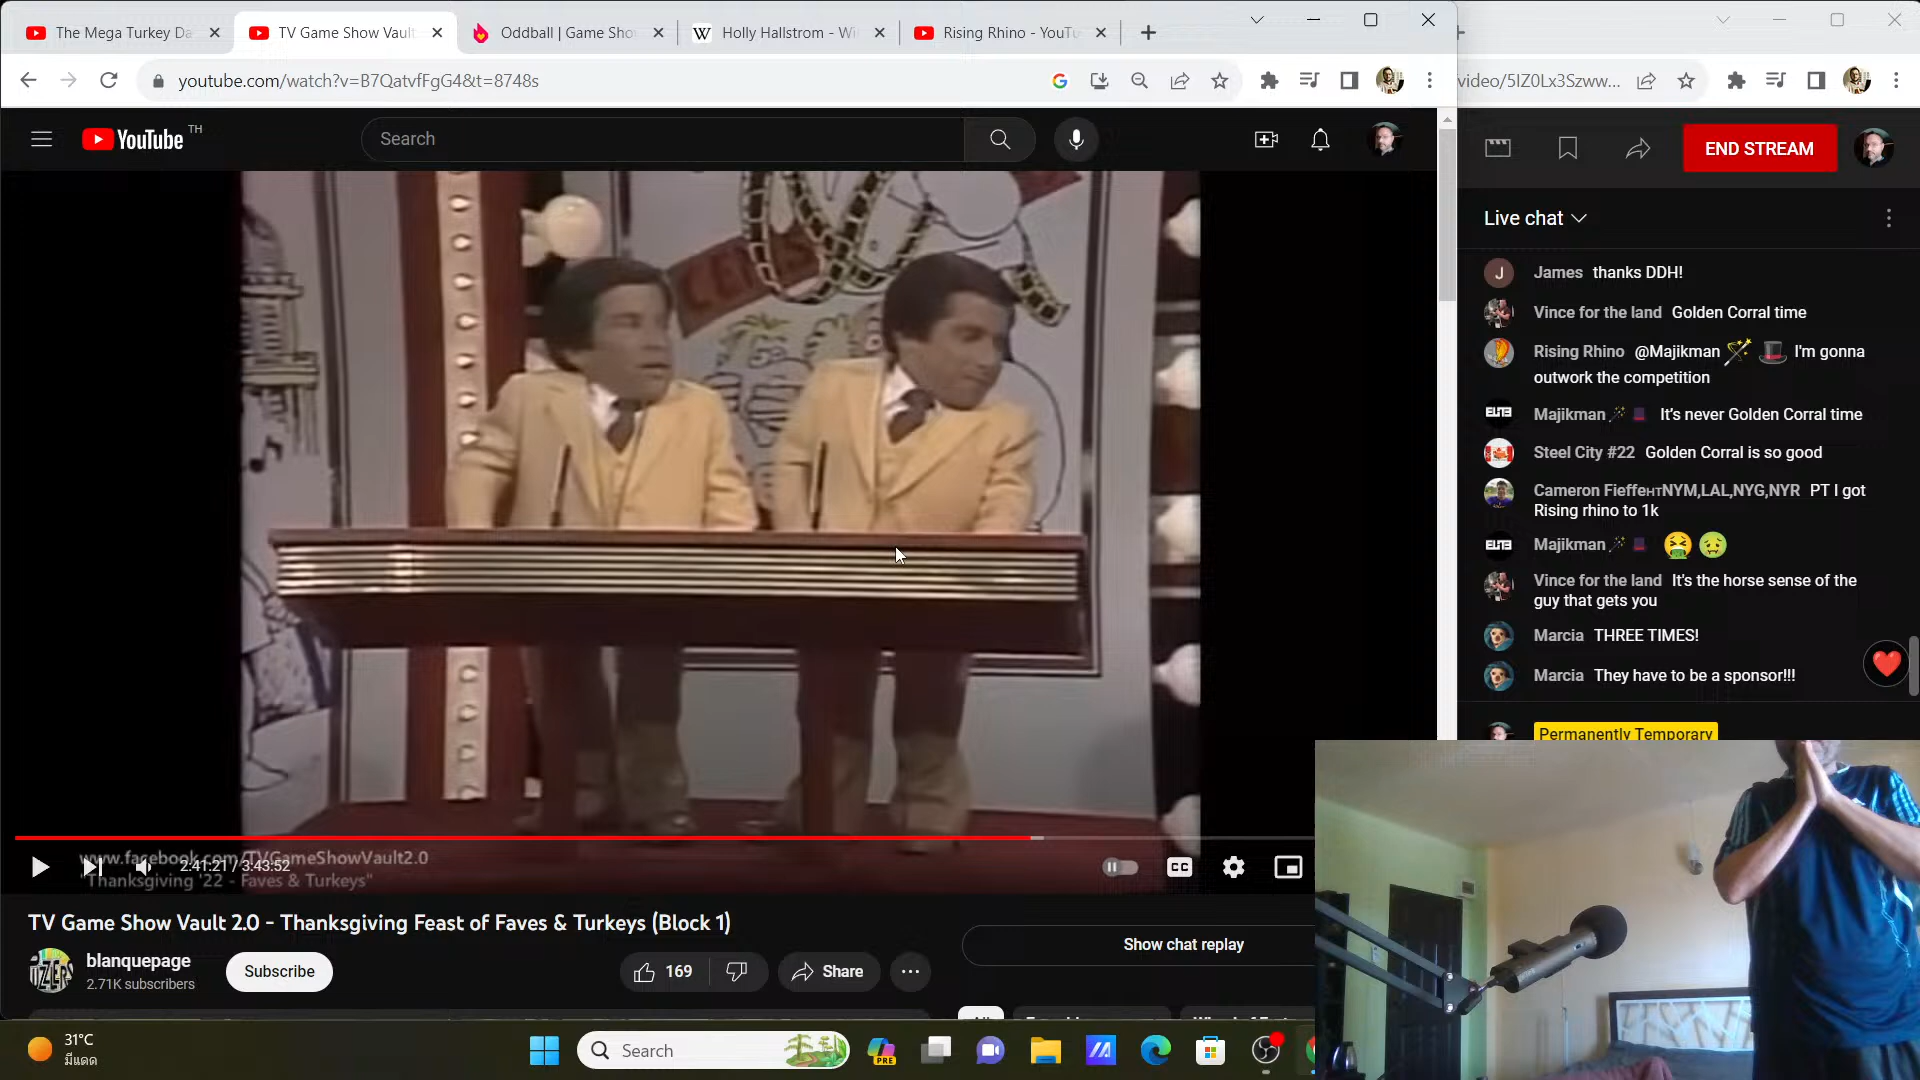 The Mega Turkey Da
TV Game Show Vault
Oddball | Game Sho
Holly Hallstrom - Wi
Rising Rhino - YouTu
youtube.com/watch?v=B7QatvfFgG4&t=8748s
video/5IZ0Lx3Szww...
YouTube TH
Search
END STREAM
Live chat
J James thanks DDH!
Vince for the land Golden Corral time
Rising Rhino @Majikman I'm gonna
outwork the competition
ELITE Majikman It's never Golden Corral time
Steel City #22 Golden Corral is so good
Cameron FieffeнтNYM,LAL,NYG,NYR PT I got
Rising rhino to 1k
ELITE Majikman
Vince for the land It's the horse sense of the
guy that gets you
Marcia THREE TIMES!
Marcia They have to be a sponsor!!!
Permanently Temporary
www.facebook.com/TVGameShowVault2.0
2:41:21 / 3:43:52
"Thanksgiving '22 - Faves & Turkeys"
CC
TV Game Show Vault 2.0 - Thanksgiving Feast of Faves & Turkeys (Block 1)
blanquepage
2.71K subscribers
Subscribe
169
Share
Show chat replay
31°C
มีแดด
Search
PRE